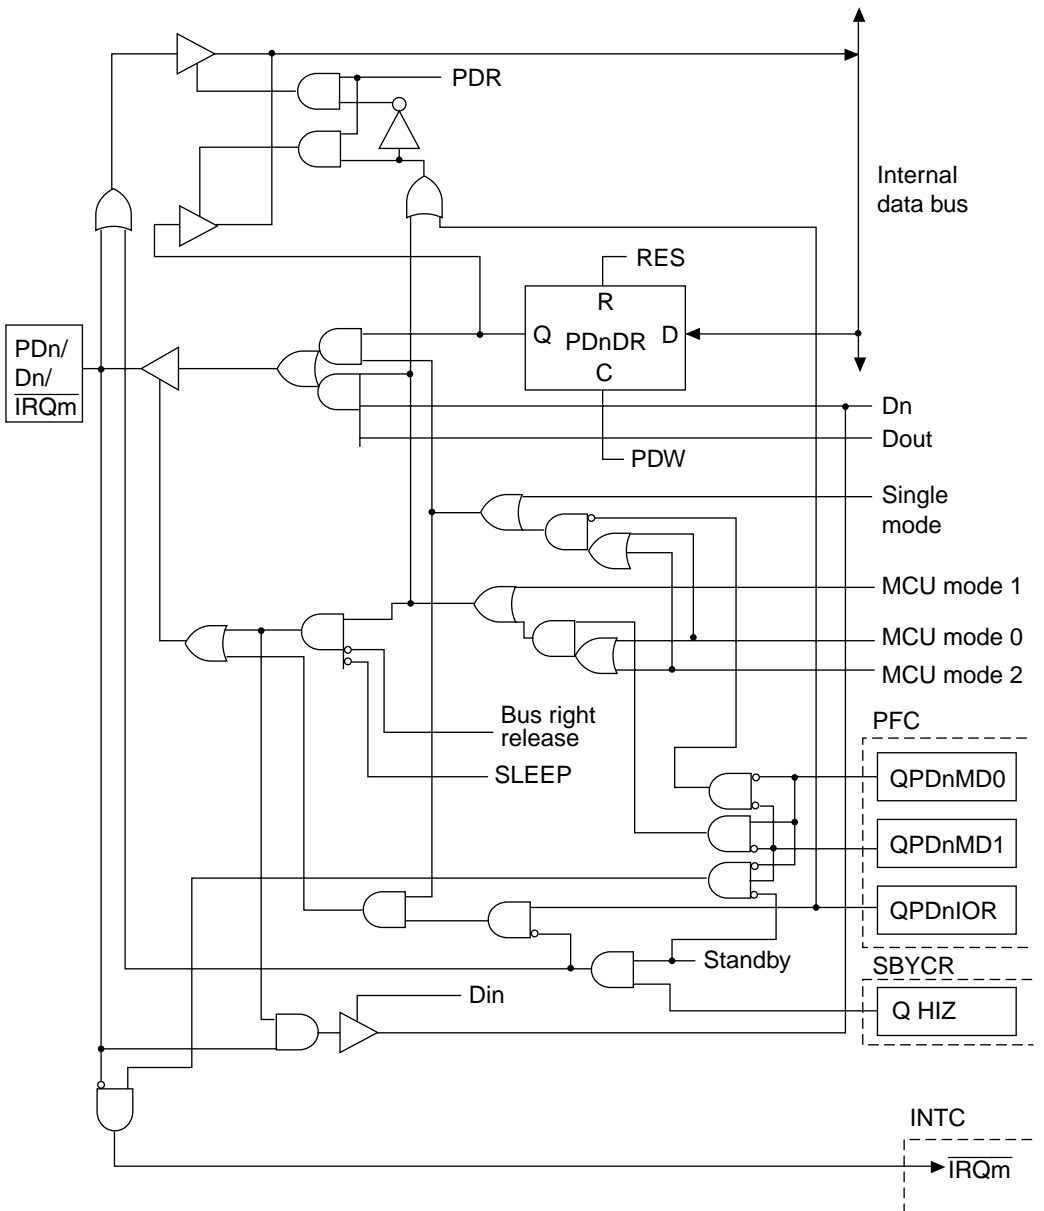 PDR
Internal
data bus
RES
R
Q
PDnDR
D
C
PDn/
Dn/
IRQm
Dn
Dout
PDW
Single
mode
MCU mode 1
MCU mode 0
MCU mode 2
Bus right
release
SLEEP
PFC
QPDnMD0
QPDnMD1
QPDnIOR
Standby
SBYCR
Din
Q HIZ
INTC
IRQm